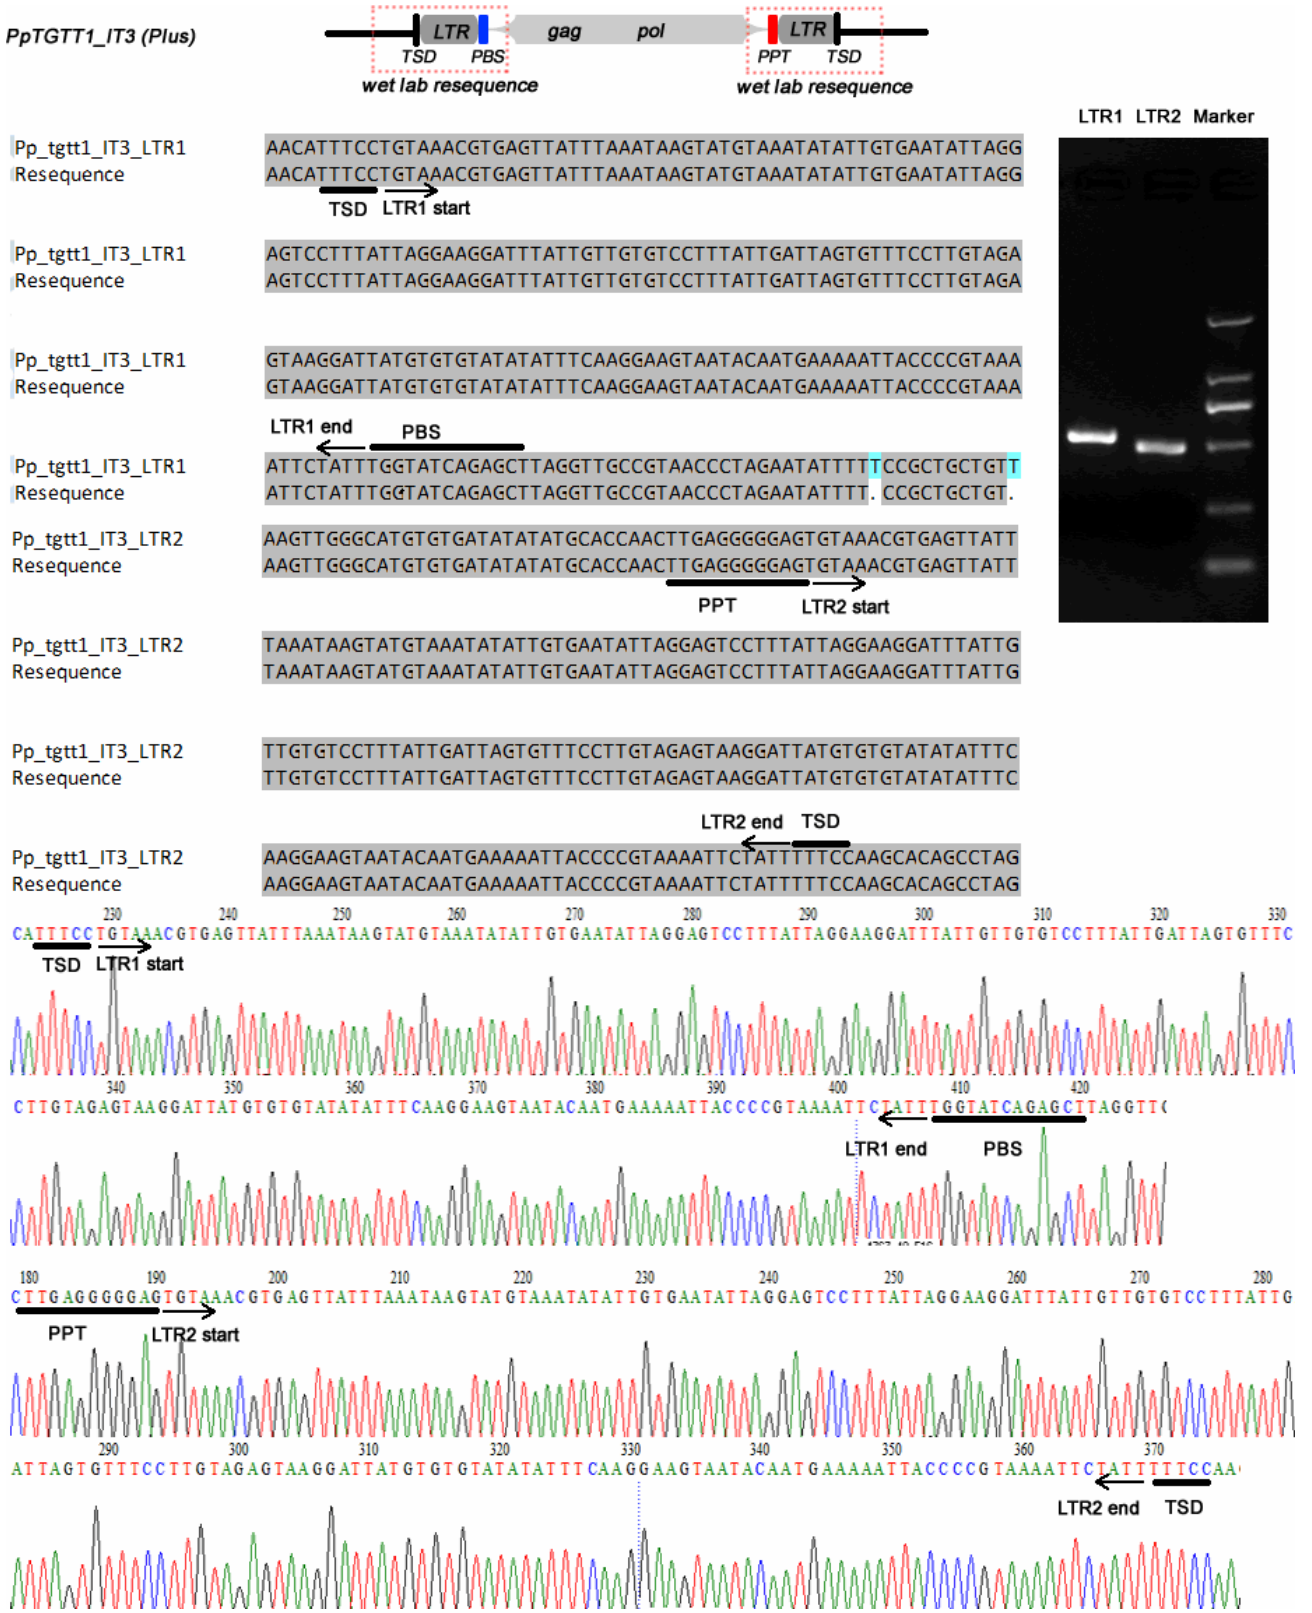 PpTGTT1_IT3 (Plus)
LTR gag pol LTR
TSD PBS PPT TSD
wet lab resequence wet lab resequence
LTR1 LTR2 Marker
Pp_tgtt1_IT3_LTR1 AACATTTCCTGTAAACGTGAGTTATTTAAATAAGTATGTAAATATATTGTGAATATTAGG
Resequence AACATTTCCTGTAAACGTGAGTTATTTAAATAAGTATGTAAATATATTGTGAATATTAGG
TSD LTR1 start
Pp_tgtt1_IT3_LTR1 AGTCCTTTATTAGGAAGGATTTATTGTTGTGTCCTTTATTGATTAGTGTTTCCTTGTAGA
Resequence AGTCCTTTATTAGGAAGGATTTATTGTTGTGTCCTTTATTGATTAGTGTTTCCTTGTAGA
Pp_tgtt1_IT3_LTR1 GTAAGGATTATGTGTGTATATATTTCAAGGAAGTAATACAATGAAAAATTACCCCGTAAA
Resequence GTAAGGATTATGTGTGTATATATTTCAAGGAAGTAATACAATGAAAAATTACCCCGTAAA
LTR1 end PBS
Pp_tgtt1_IT3_LTR1 ATTCTATTTGGTATCAGAGCTTAGGTTGCCGTAACCCTAGAATATTTTTCCGCTGCTGTT
Resequence ATTCTATTTGGTATCAGAGCTTAGGTTGCCGTAACCCTAGAATATTTT.CCGCTGCTGT.
Pp_tgtt1_IT3_LTR2 AAGTTGGGCATGTGTGATATATATGCACCAACTTGAGGGGGAGTGTAAACGTGAGTTATT
Resequence AAGTTGGGCATGTGTGATATATATGCACCAACTTGAGGGGGAGTGTAAACGTGAGTTATT
PPT LTR2 start
Pp_tgtt1_IT3_LTR2 TAAATAAGTATGTAAATATATTGTGAATATTAGGAGTCCTTTATTAGGAAGGATTTATTG
Resequence TAAATAAGTATGTAAATATATTGTGAATATTAGGAGTCCTTTATTAGGAAGGATTTATTG
Pp_tgtt1_IT3_LTR2 TTGTGTCCTTTATTGATTAGTGTTTCCTTGTAGAGTAAGGATTATGTGTGTATATATTTC
Resequence TTGTGTCCTTTATTGATTAGTGTTTCCTTGTAGAGTAAGGATTATGTGTGTATATATTTC
LTR2 end TSD
Pp_tgtt1_IT3_LTR2 AAGGAAGTAATACAATGAAAAATTACCCCGTAAAATTCTATTTTTCCAAGCACAGCCTAG
Resequence AAGGAAGTAATACAATGAAAAATTACCCCGTAAAATTCTATTTTTCCAAGCACAGCCTAG
230 240 250 260 270 280 290 300 310 320 330
CATTTCCTGTAAACGTGAGTTATTTAAATAAGTATGTAAATATATTGTGAATATTAGGAGTCCTTTATTAGGAAGGATTTATTGTTGTGTCCTTTATTGATTAGTGTTTC
TSD LTR1 start
340 350 360 370 380 390 400 410 420
CTTGTAGAGTAAGGATTATGTGTGTATATATTTCAAGGAAGTAATACAATGAAAAATTACCCCGTAAAATTCTATTTGGTATCAGAGCTTAGGTTG
LTR1 end PBS
180 190 200 210 220 230 240 250 260 270 280
CTTGAGGGGGAGTGTAAACGTGAGTTATTTAAATAAGTATGTAAATATATTGTGAATATTAGGAGTCCTTTATTAGGAAGGATTTATTGTTGTGTCCTTTATTG
PPT LTR2 start
290 300 310 320 330 340 350 360 370
ATTAGTGTTTCCTTGTAGAGTAAGGATTATGTGTGTATATATTTCAAGGAAGTAATACAATGAAAAATTACCCCGTAAAATTCTATTTTTCCAA
LTR2 end TSD